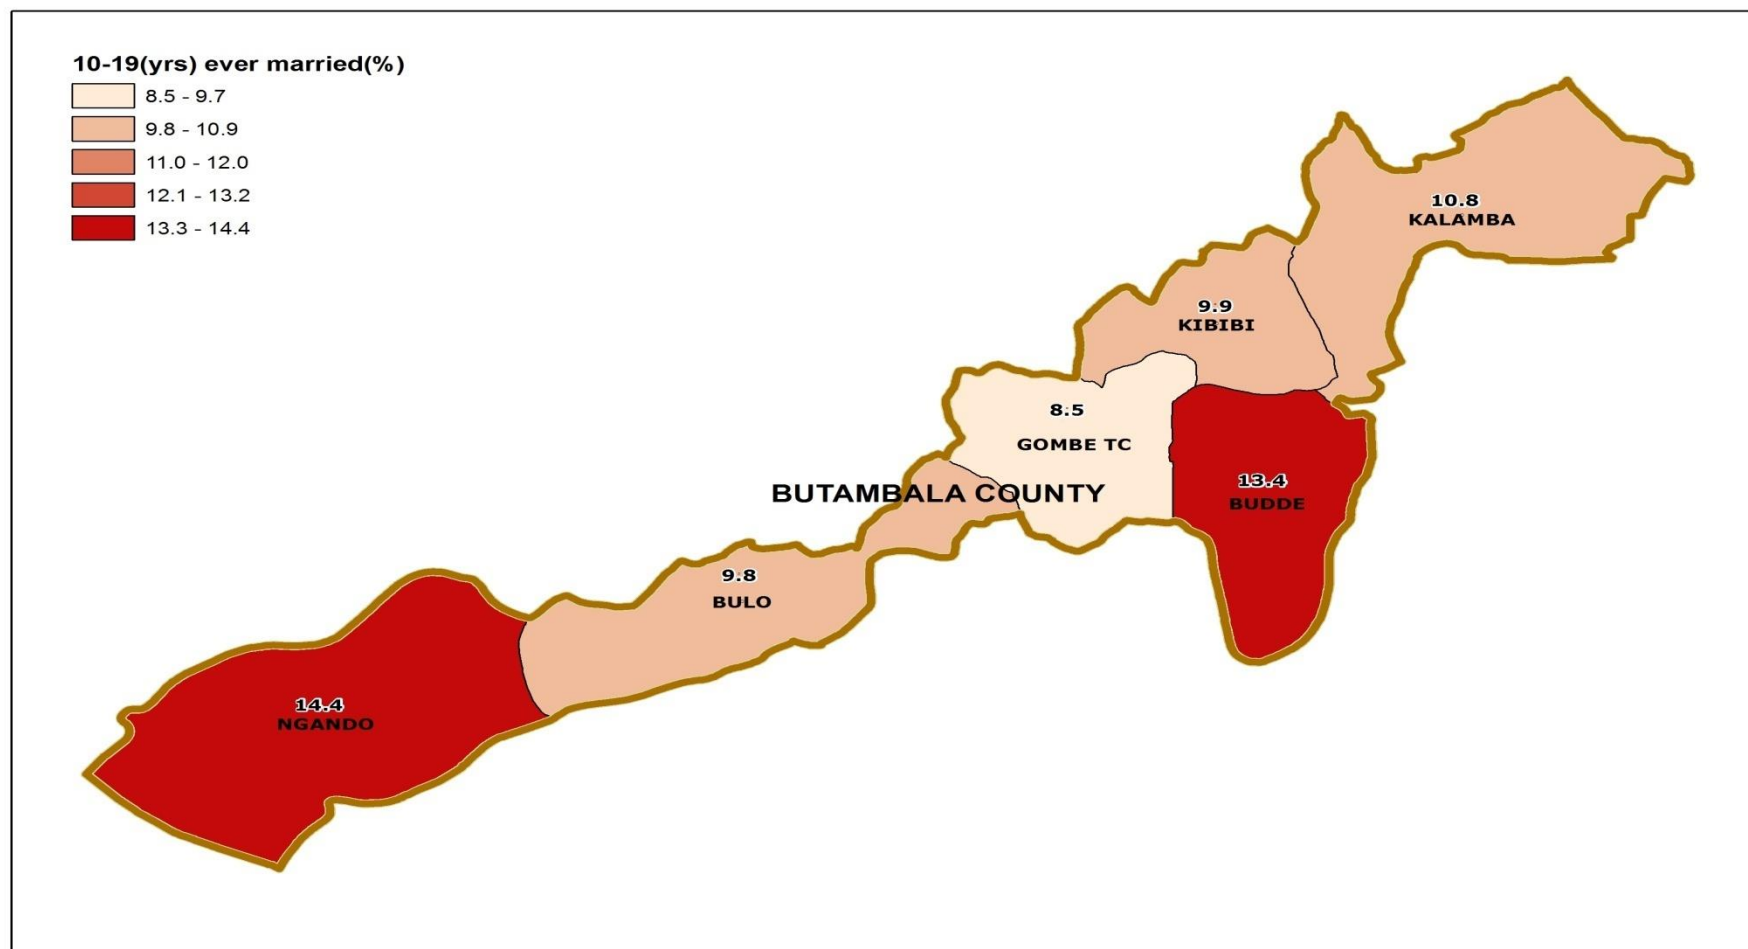 10-19(yrs) ever married(%)
8.5 - 9.7
9.8 - 10.9
11.0 - 12.0
12.1 - 13.2
13.3 - 14.4
10.8
KALAMBA
9.9
KIBIBI
8.5
GOMBE TC
13.4
BUDDE
BUTAMBALA COUNTY
9.8
BULO
14.4
NGANDO